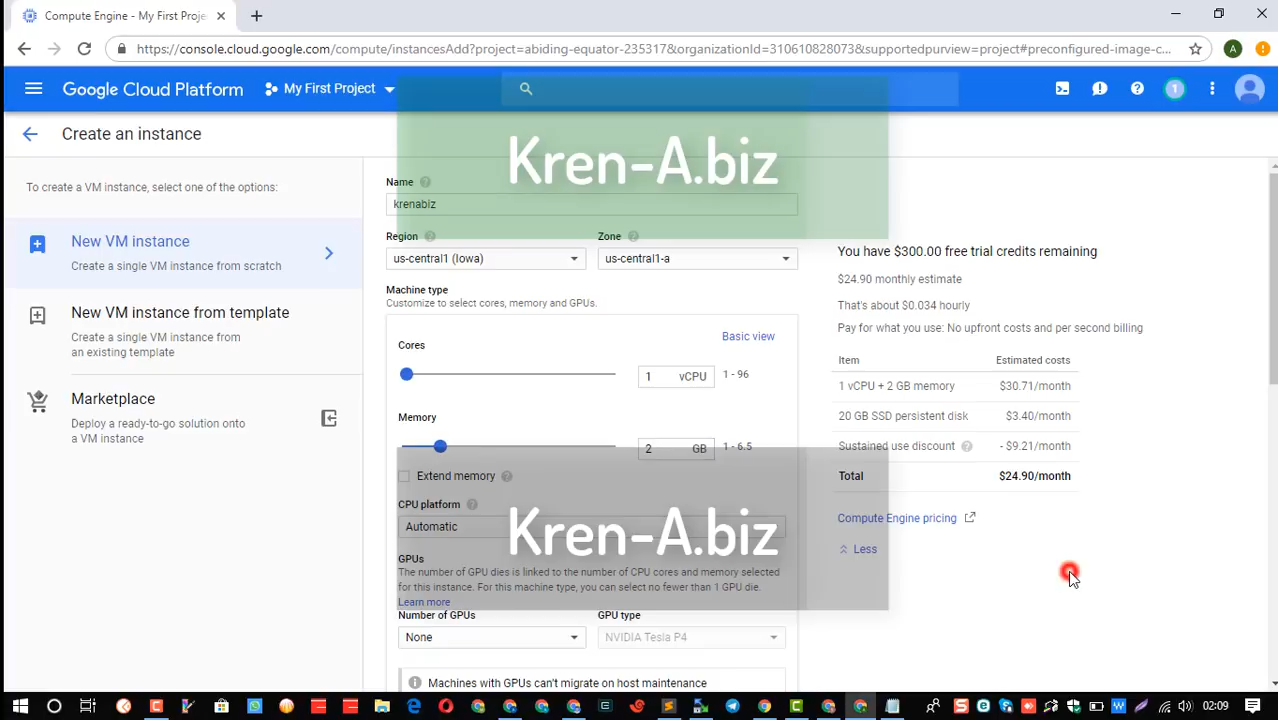 Compute Engine - My First Projec
https://console.cloud.google.com/compute/instancesAdd?project=abiding-equator-235317&organizationId=310610828073&supportedpurview=project#preconfigured-image-c...
A
Google Cloud Platform
My First Project
1
Create an instance
To create a VM instance, select one of the options:
New VM instance
Create a single VM instance from scratch
New VM instance from template
Create a single VM instance from
an existing template
Marketplace
Deploy a ready-to-go solution onto
a VM instance
Kren-A.biz
Name
krenabiz
Region
Zone
us-central1 (Iowa)
us-central1-a
Machine type
Customize to select cores, memory and GPUs.
Basic view
Cores
1 vCPU
1 - 96
Memory
2 GB
1 - 6.5
Extend memory
CPU platform
Automatic
Kren-A.biz
GPUs
The number of GPU dies is linked to the number of CPU cores and memory selected
for this instance. For this machine type, you can select no fewer than 1 GPU die.
Learn more
Number of GPUs
GPU type
None
NVIDIA Tesla P4
Machines with GPUs can't migrate on host maintenance
You have $300.00 free trial credits remaining
$24.90 monthly estimate
That's about $0.034 hourly
Pay for what you use: No upfront costs and per second billing
Item Estimated costs
1 vCPU + 2 GB memory $30.71/month
20 GB SSD persistent disk $3.40/month
Sustained use discount - $9.21/month
Total $24.90/month
Compute Engine pricing
Less
02:09